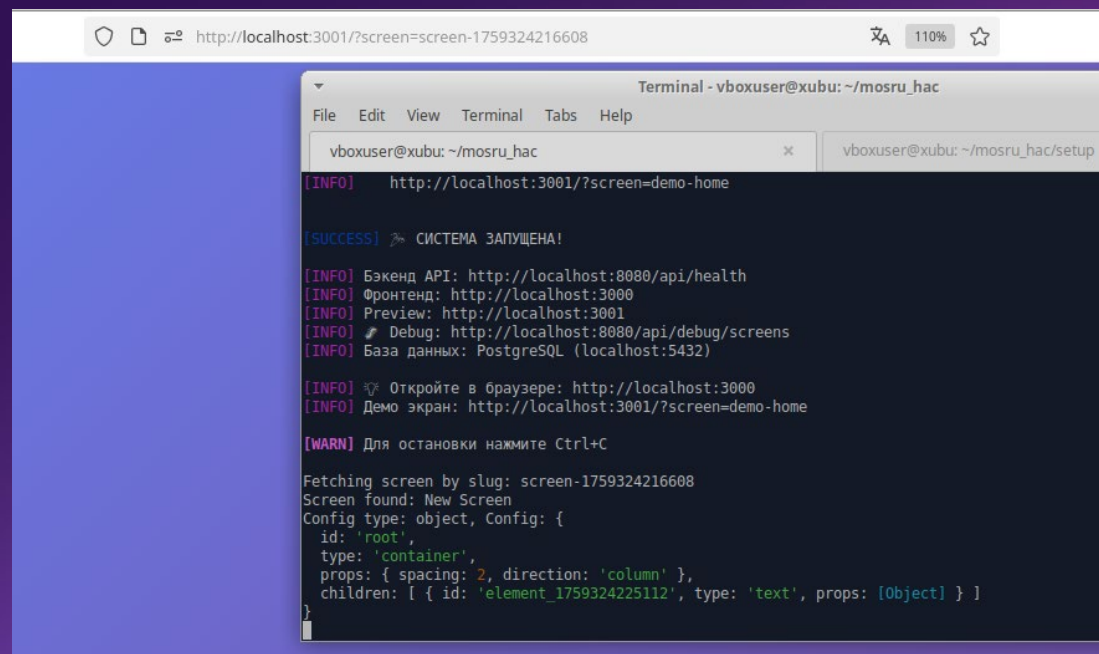 http://localhost:3001/?screen=screen-1759324216608
110%
Terminal - vboxuser@xubu: ~/mosru_hac
File Edit View Terminal Tabs Help
vboxuser@xubu: ~/mosru_hac
vboxuser@xubu: ~/mosru_hac/setup
[INFO] http://localhost:3001/?screen=demo-home
[SUCCESS] СИСТЕМА ЗАПУЩЕНА!
[INFO] Бэкенд API: http://localhost:8080/api/health
[INFO] Фронтенд: http://localhost:3000
[INFO] Preview: http://localhost:3001
[INFO] Debug: http://localhost:8080/api/debug/screens
[INFO] База данных: PostgreSQL (localhost:5432)
[INFO] Откройте в браузере: http://localhost:3000
[INFO] Демо экран: http://localhost:3001/?screen=demo-home
[WARN] Для остановки нажмите Ctrl+C
Fetching screen by slug: screen-1759324216608
Screen found: New Screen
Config type: object, Config: {
id: 'root',
type: 'container',
props: { spacing: 2, direction: 'column' },
children: [ { id: 'element_1759324225112', type: 'text', props: [Object] } ]
}